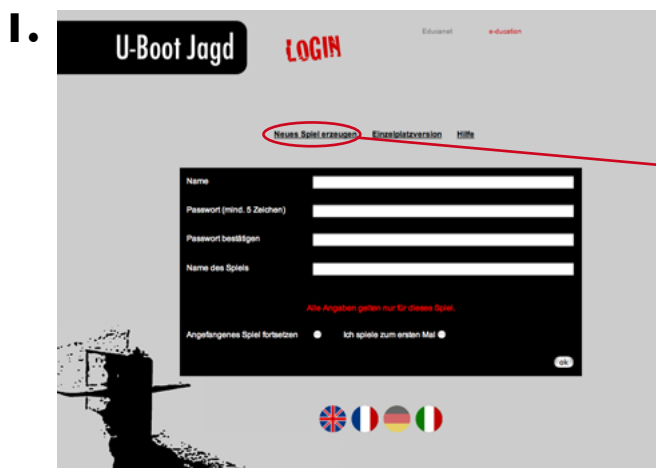 1.
U-Boot Jagd
LOGIN
Educanet
e-ducation
Neues Spiel erzeugen Einzelplatzversion Hilfe
Name
Passwort (mind. 5 Zeichen)
Passwort bestätigen
Name des Spiels
Alle Angaben gelten nur für dieses Spiel.
Angefangenes Spiel fortsetzen Ich spiele zum ersten Mal
ok